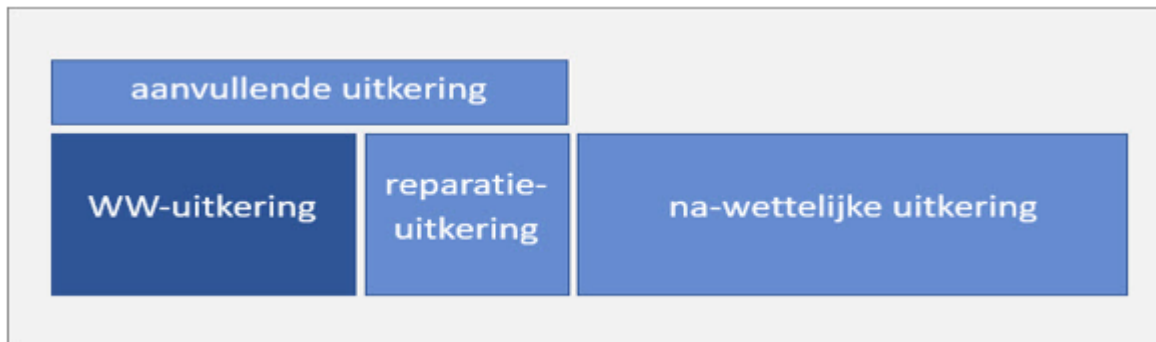 aanvullende uitkering
WW-uitkering
reparatie-
uitkering
na-wettelijke uitkering